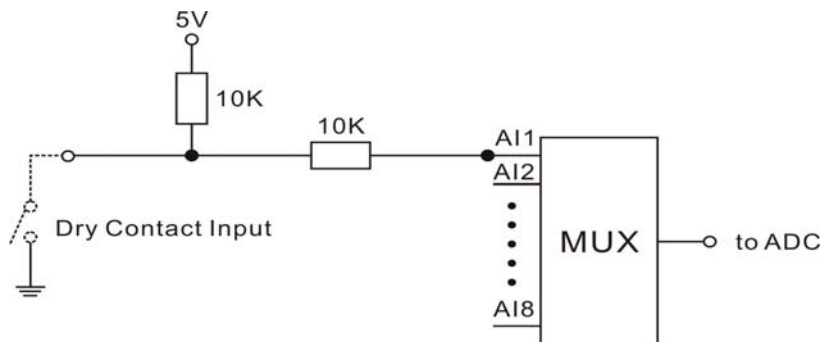 5V
10K
10K
AI1
AI2
Dry Contact Input
MUX
to ADC
AI8